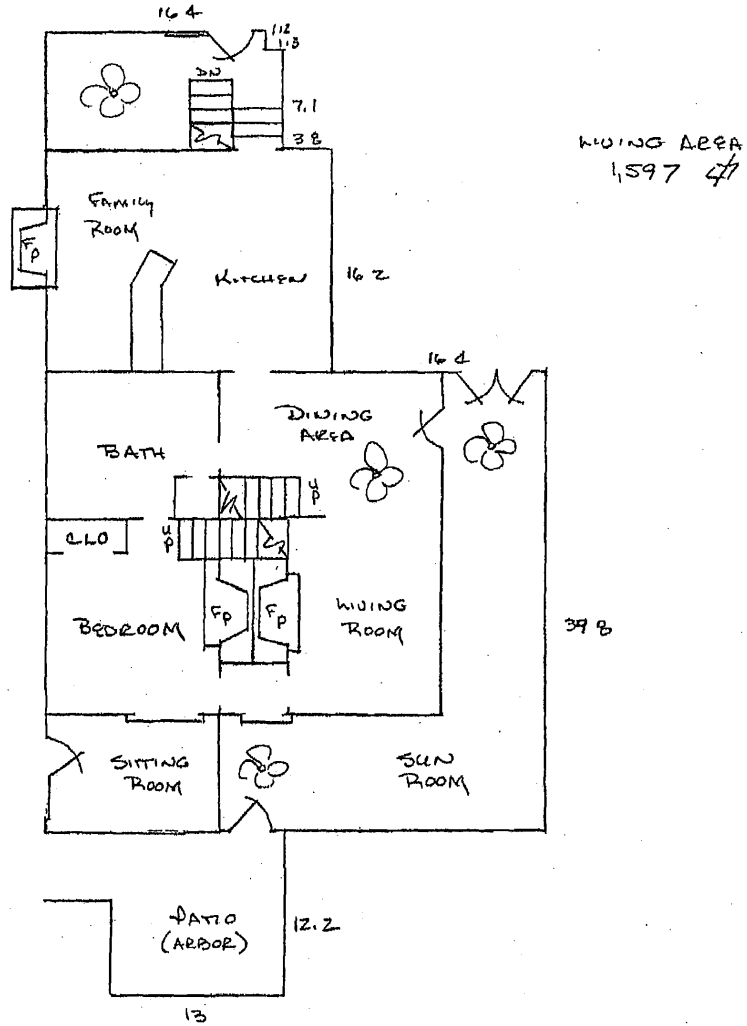 16 4
1.2
1.3
DN
7.1
3 8
LIVING AREA
1,597
FAMILY
ROOM
FP
KITCHEN
16 2
16 4
DINING
AREA
BATH
UP
UP
CLO
BEDROOM
FP
FP
LIVING
ROOM
39 8
SITTING
ROOM
SUN
ROOM
PATIO
(ARBOR)
12.2
13